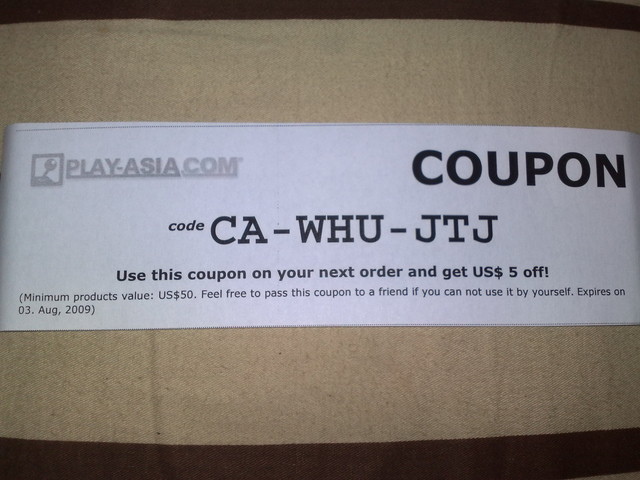 PLAY-ASIA.COM
COUPON
code CA-WHU-JTJ
Use this coupon on your next order and get US$ 5 off!
(Minimum products value: US$50. Feel free to pass this coupon to a friend if you can not use it by yourself. Expires on
03. Aug, 2009)